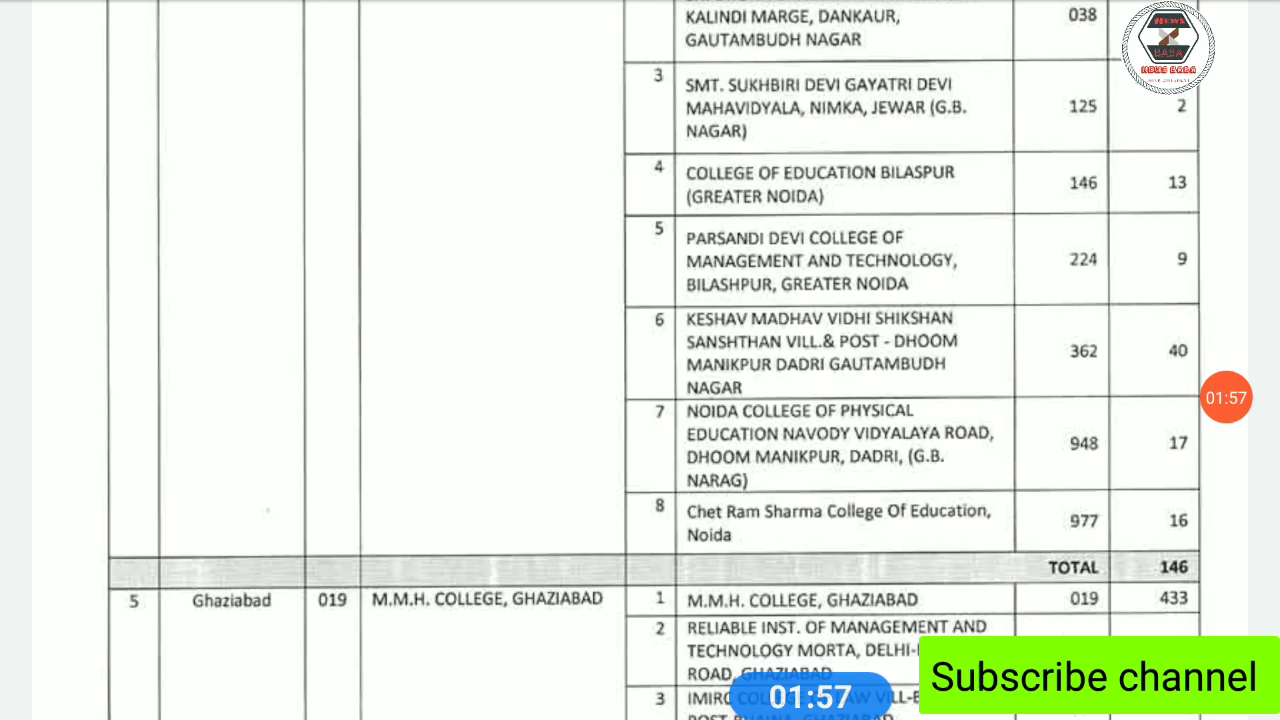 KALINDI MARGE, DANKAUR,
GAUTAMBUDH NAGAR
038
3
SMT. SUKHBIRI DEVI GAYATRI DEVI
MAHAVIDYALA, NIMKA, JEWAR (G.B.
NAGAR)
125
2
4
COLLEGE OF EDUCATION BILASPUR
(GREATER NOIDA)
146
13
5
PARSANDI DEVI COLLEGE OF
MANAGEMENT AND TECHNOLOGY,
BILASHPUR, GREATER NOIDA
224
9
6
KESHAV MADHAV VIDHI SHIKSHAN
SANSHTHAN VILL.& POST - DHOOM
MANIKPUR DADRI GAUTAMBUDH
NAGAR
362
40
7
NOIDA COLLEGE OF PHYSICAL
EDUCATION NAVODY VIDYALAYA ROAD,
DHOOM MANIKPUR, DADRI, (G.B.
NARAG)
948
17
8
Chet Ram Sharma College Of Education,
Noida
977
16
TOTAL 146
5 Ghaziabad 019 M.M.H. COLLEGE, GHAZIABAD 1 M.M.H. COLLEGE, GHAZIABAD 019 433
2
RELIABLE INST. OF MANAGEMENT AND
TECHNOLOGY MORTA, DELHI-
ROAD, GHAZIABAD
3
NEWS
BABA
NEWS BABA
01:57
01:57
Subscribe channel